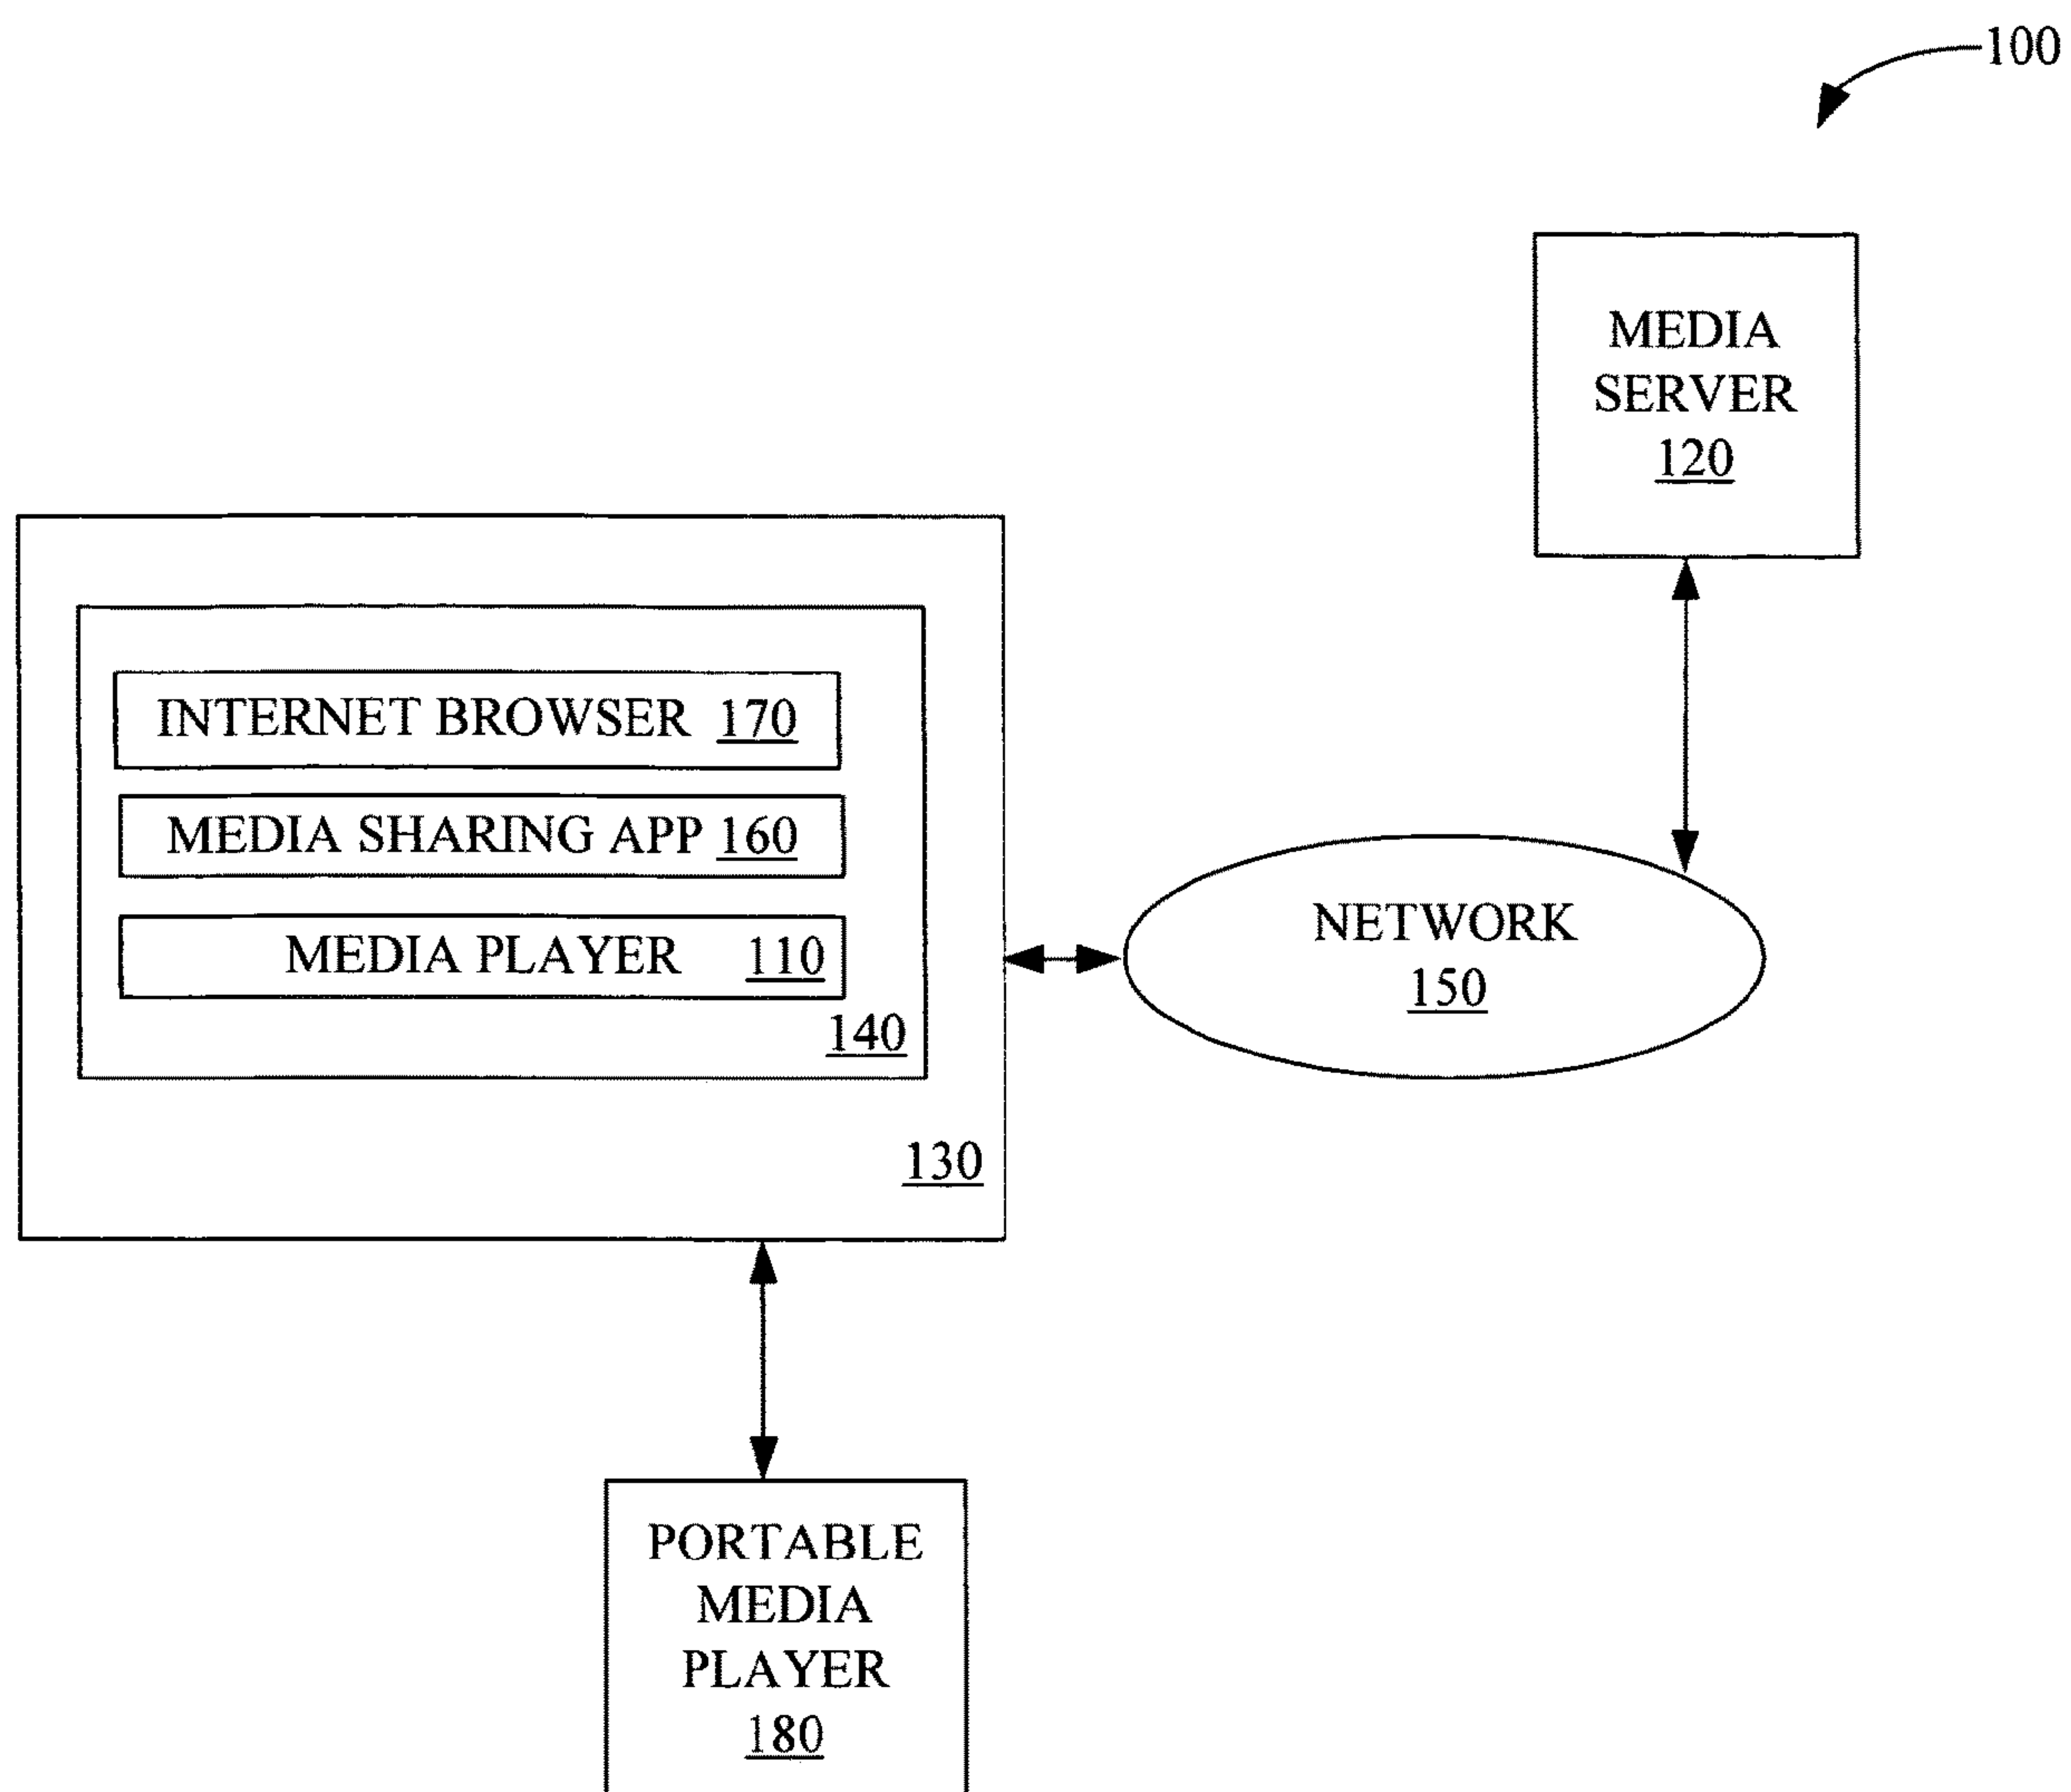 100
MEDIA
SERVER
120
INTERNET BROWSER 170
MEDIA SHARING APP 160
MEDIA PLAYER 110
140
130
NETWORK
150
PORTABLE
MEDIA
PLAYER
180